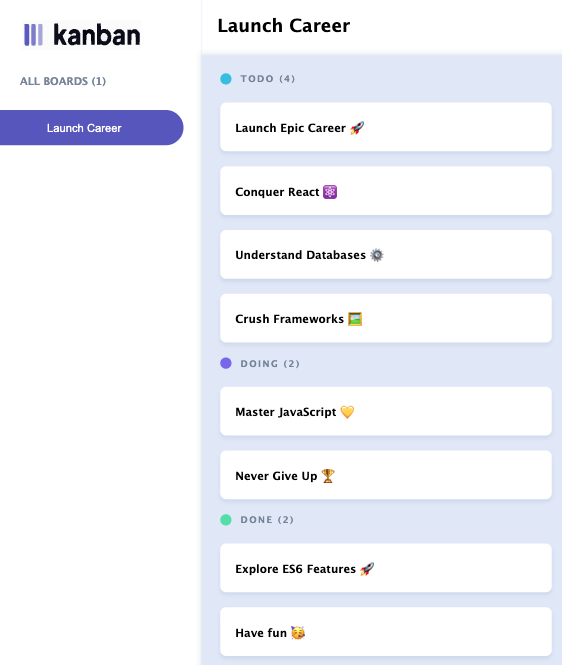 kanban
ALL BOARDS (1)
Launch Career
Launch Career
TODO (4)
Launch Epic Career 🚀
Conquer React ⚛️
Understand Databases ⚙️
Crush Frameworks 🖼️
DOING (2)
Master JavaScript 💛
Never Give Up 🏆
DONE (2)
Explore ES6 Features 🚀
Have fun 🥳